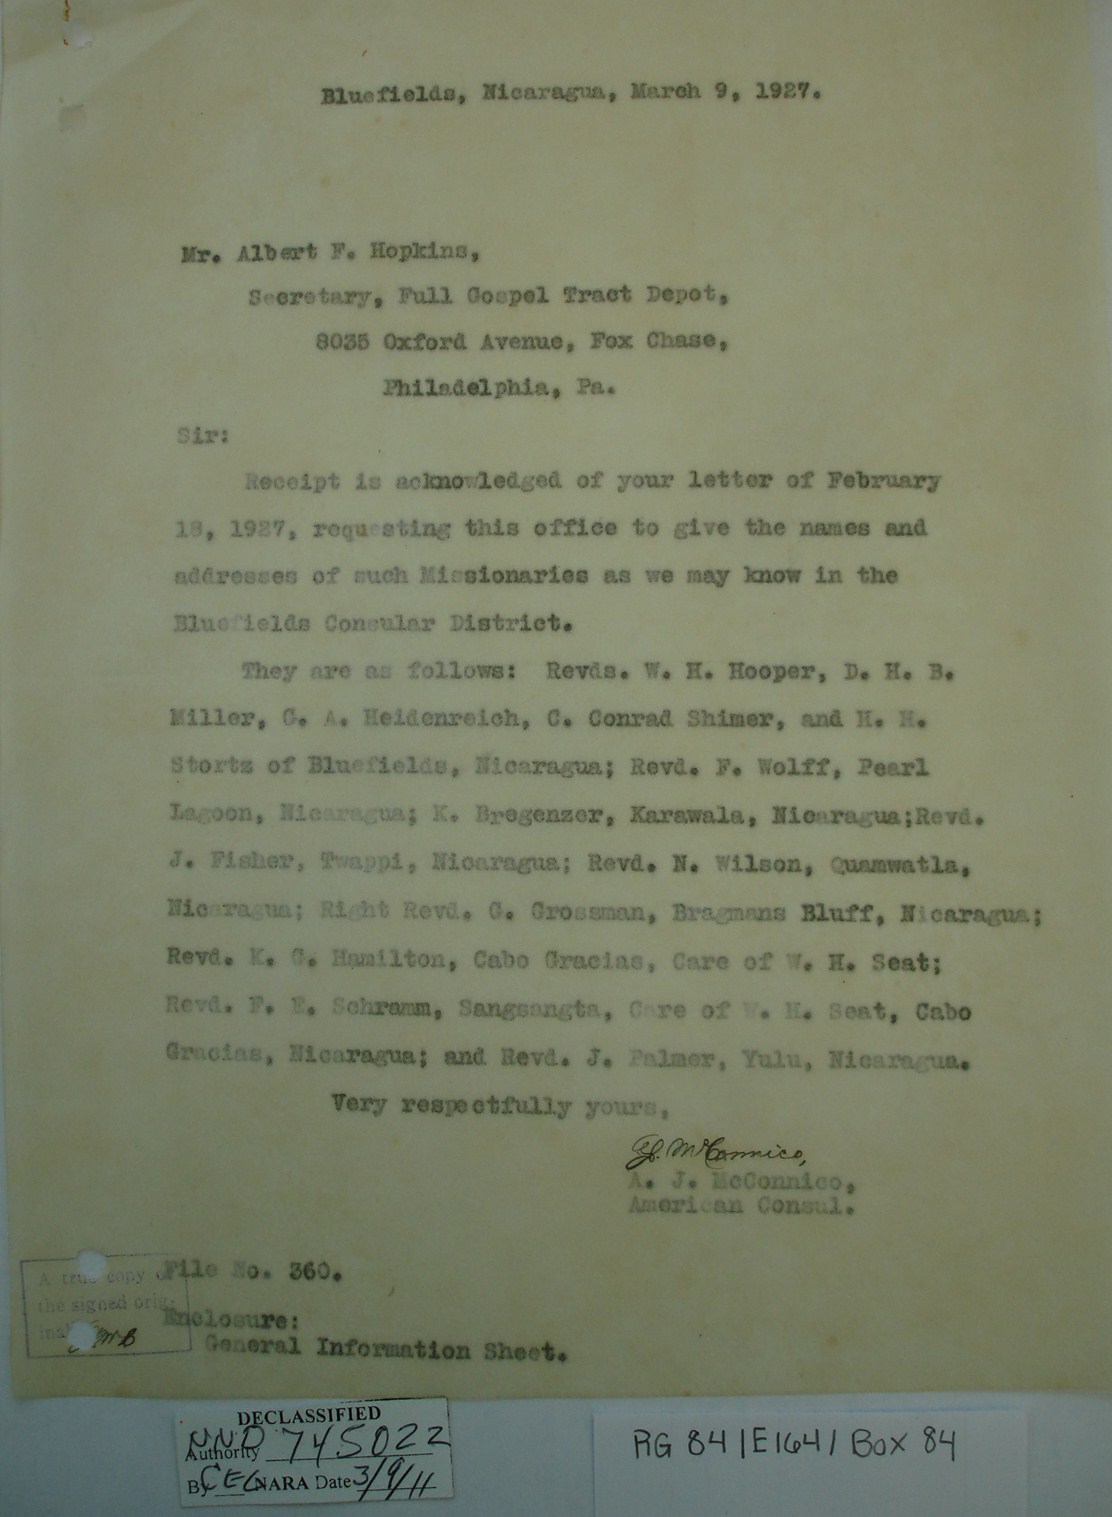 Bluefields, Nicaragua, March 9, 1927.
Mr. Albert F. Hopkins,
Secretary, Full Gospel Tract Depot,
8035 Oxford Avenue, Fox Chase,
Philadelphia, Pa.
Sir:
Receipt is acknowledged of your letter of February
18, 1927, requesting this office to give the names and
addresses of such Missionaries as we may know in the
Bluefields Consular District.
They are as follows: Revds. W. H. Hooper, D. H. B.
Miller, G. A. Heidenreich, C. Conrad Shimer, and H. H.
Stortz of Bluefields, Nicaragua; Revd. F. Wolff, Pearl
Lagoon, Nicaragua; K. Bregenzer, Karawala, Nicaragua;Revd.
J. Fisher, Twappi, Nicaragua; Revd. N. Wilson, Quamwatla,
Nicaragua; Right Revd. G. Grossman, Bragmans Bluff, Nicaragua;
Revd. K. G. Hamilton, Cabo Gracias, Care of W. H. Seat;
Revd. F. E. Schramm, Sangsangta, Care of W. H. Seat, Cabo
Gracias, Nicaragua; and Revd. J. Palmer, Yulu, Nicaragua.
Very respectfully yours,
McConnico,
A. J. McConnico,
American Consul.
File No. 360.
A true copy of
the signed orig-
inal
Enclosure:
General Information Sheet.
DECLASSIFIED
Authority NND 745022
By CEG NARA Date 3/9/11
RG 84 | E 164 | Box 84